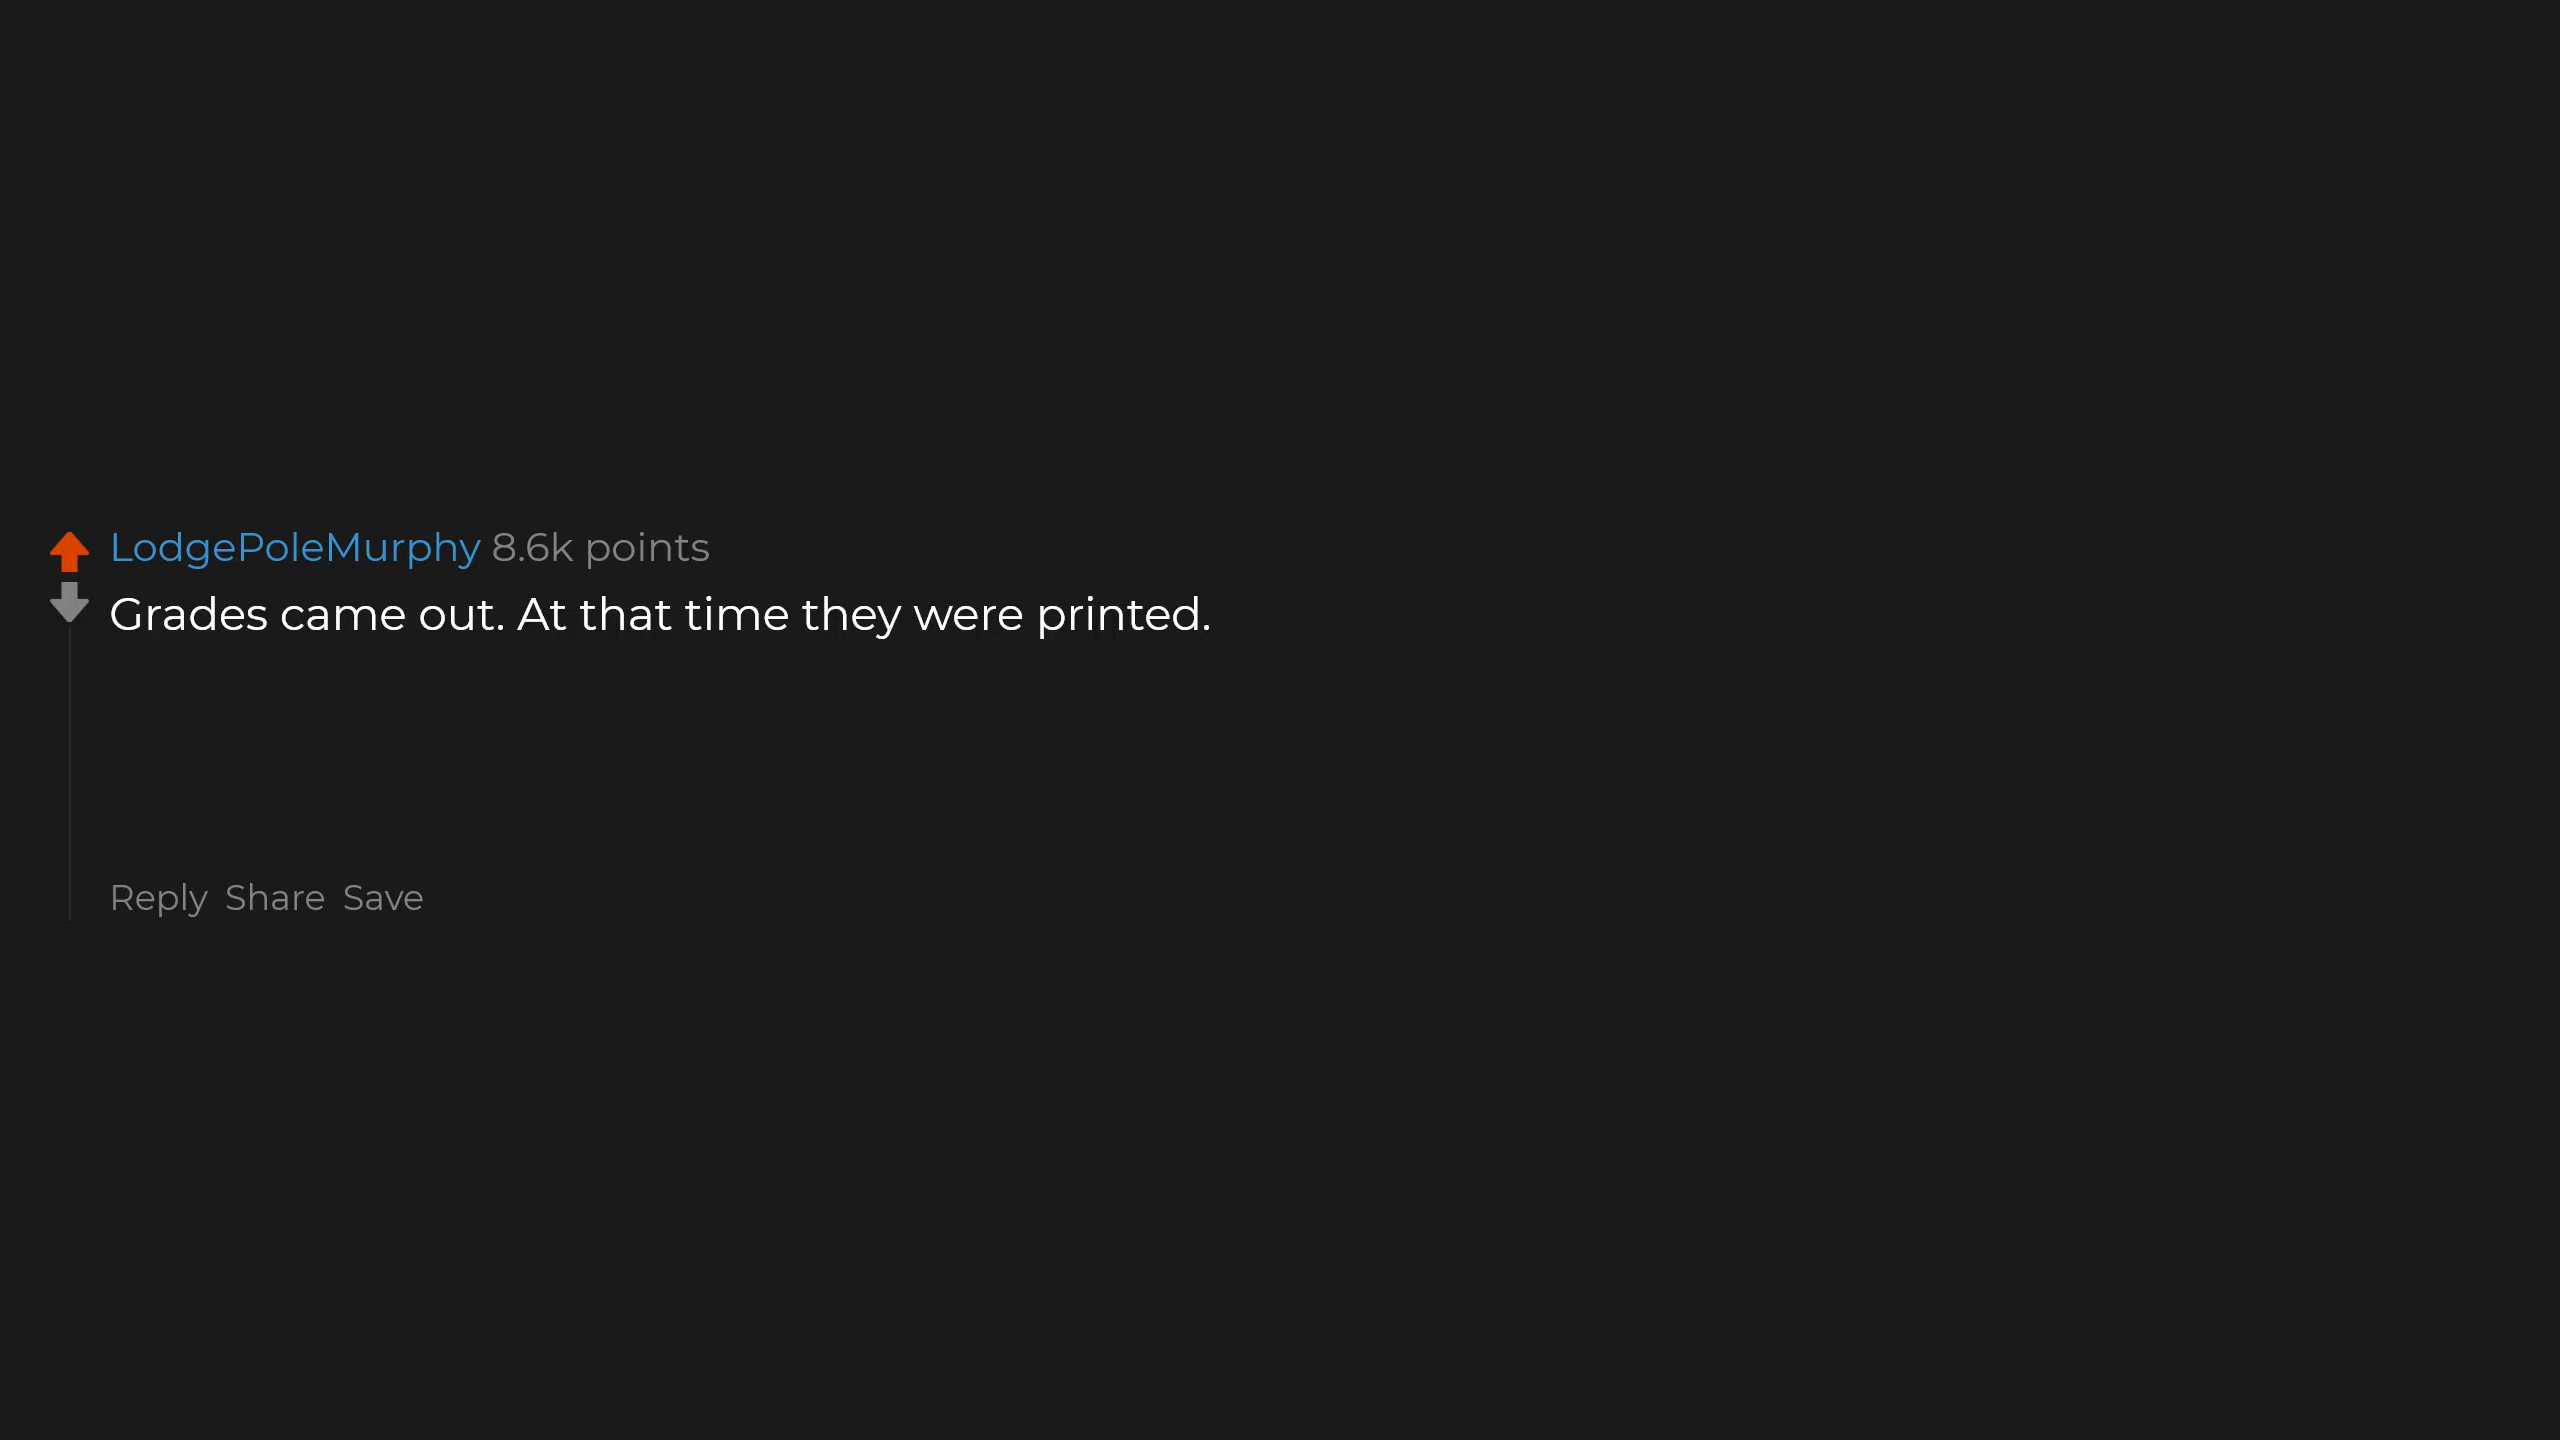 LodgePoleMurphy 8.6k points
Grades came out. At that time they were printed.
Reply Share Save